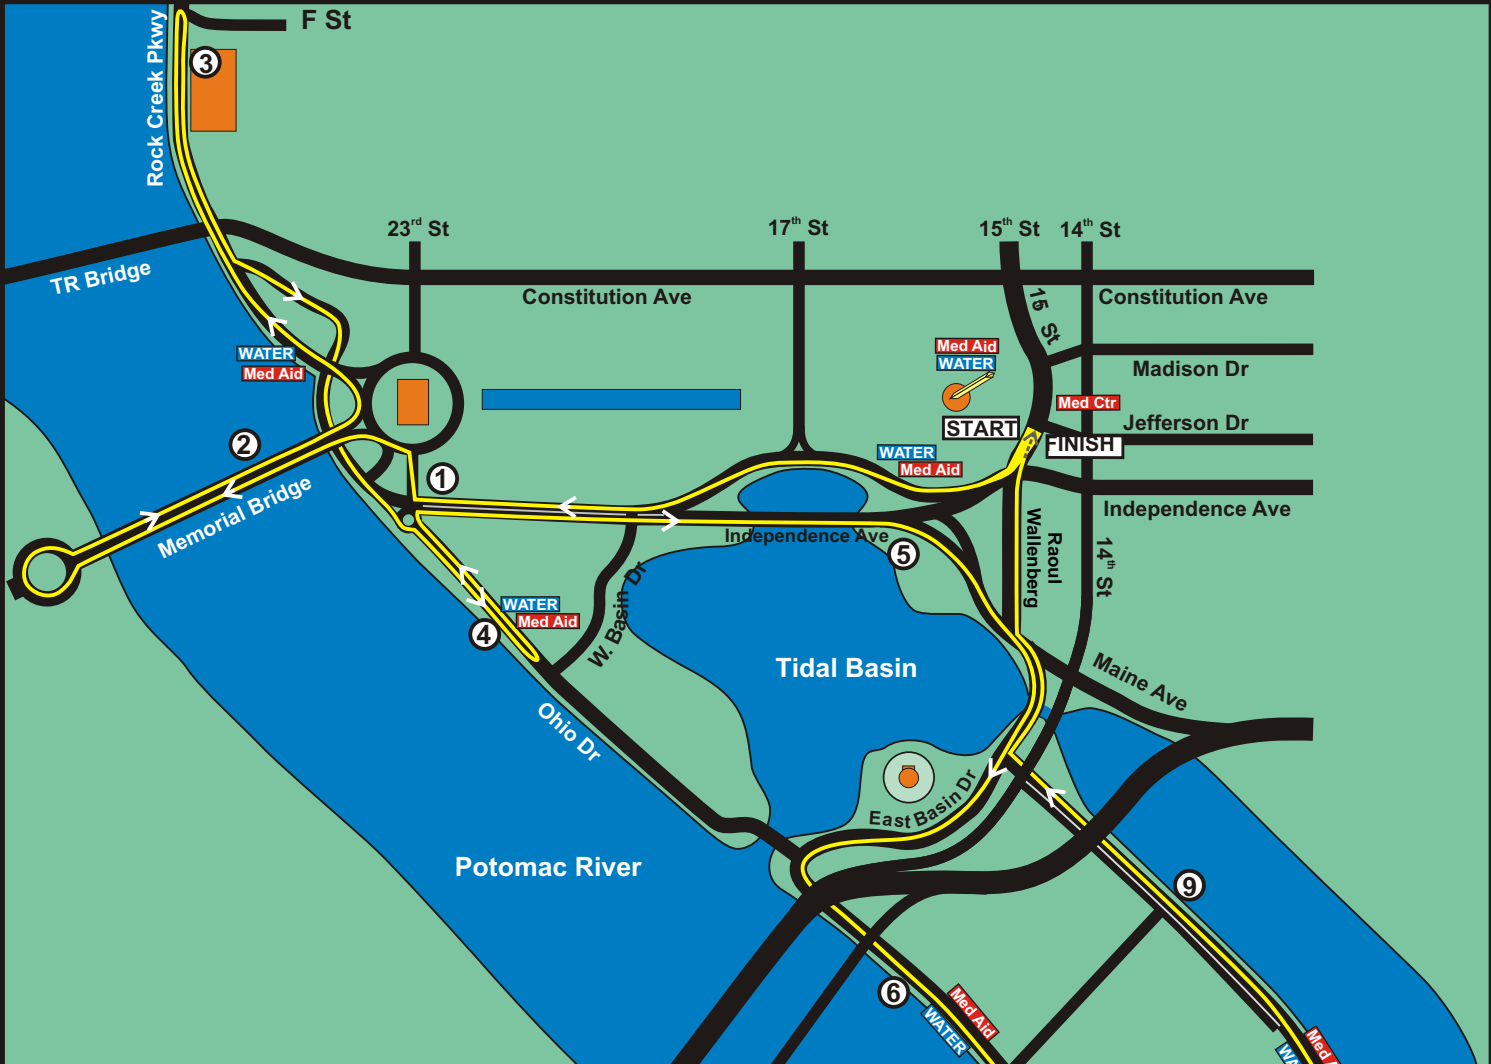 F St
Rock Creek Pkwy
3
23rd St
17th St
15th St
14th St
TR Bridge
Constitution Ave
Constitution Ave
15 St
Med Aid
WATER
WATER
Med Aid
Madison Dr
Med Ctr
Jefferson Dr
START
FINISH
2
WATER
Med Aid
1
Memorial Bridge
Independence Ave
Independence Ave
5
Raoul
Wallenberg
14th St
WATER
Med Aid
4
W. Basin Dr
Tidal Basin
Maine Ave
Ohio Dr
East Basin Dr
Potomac River
9
6
Med Aid
WATER
Med